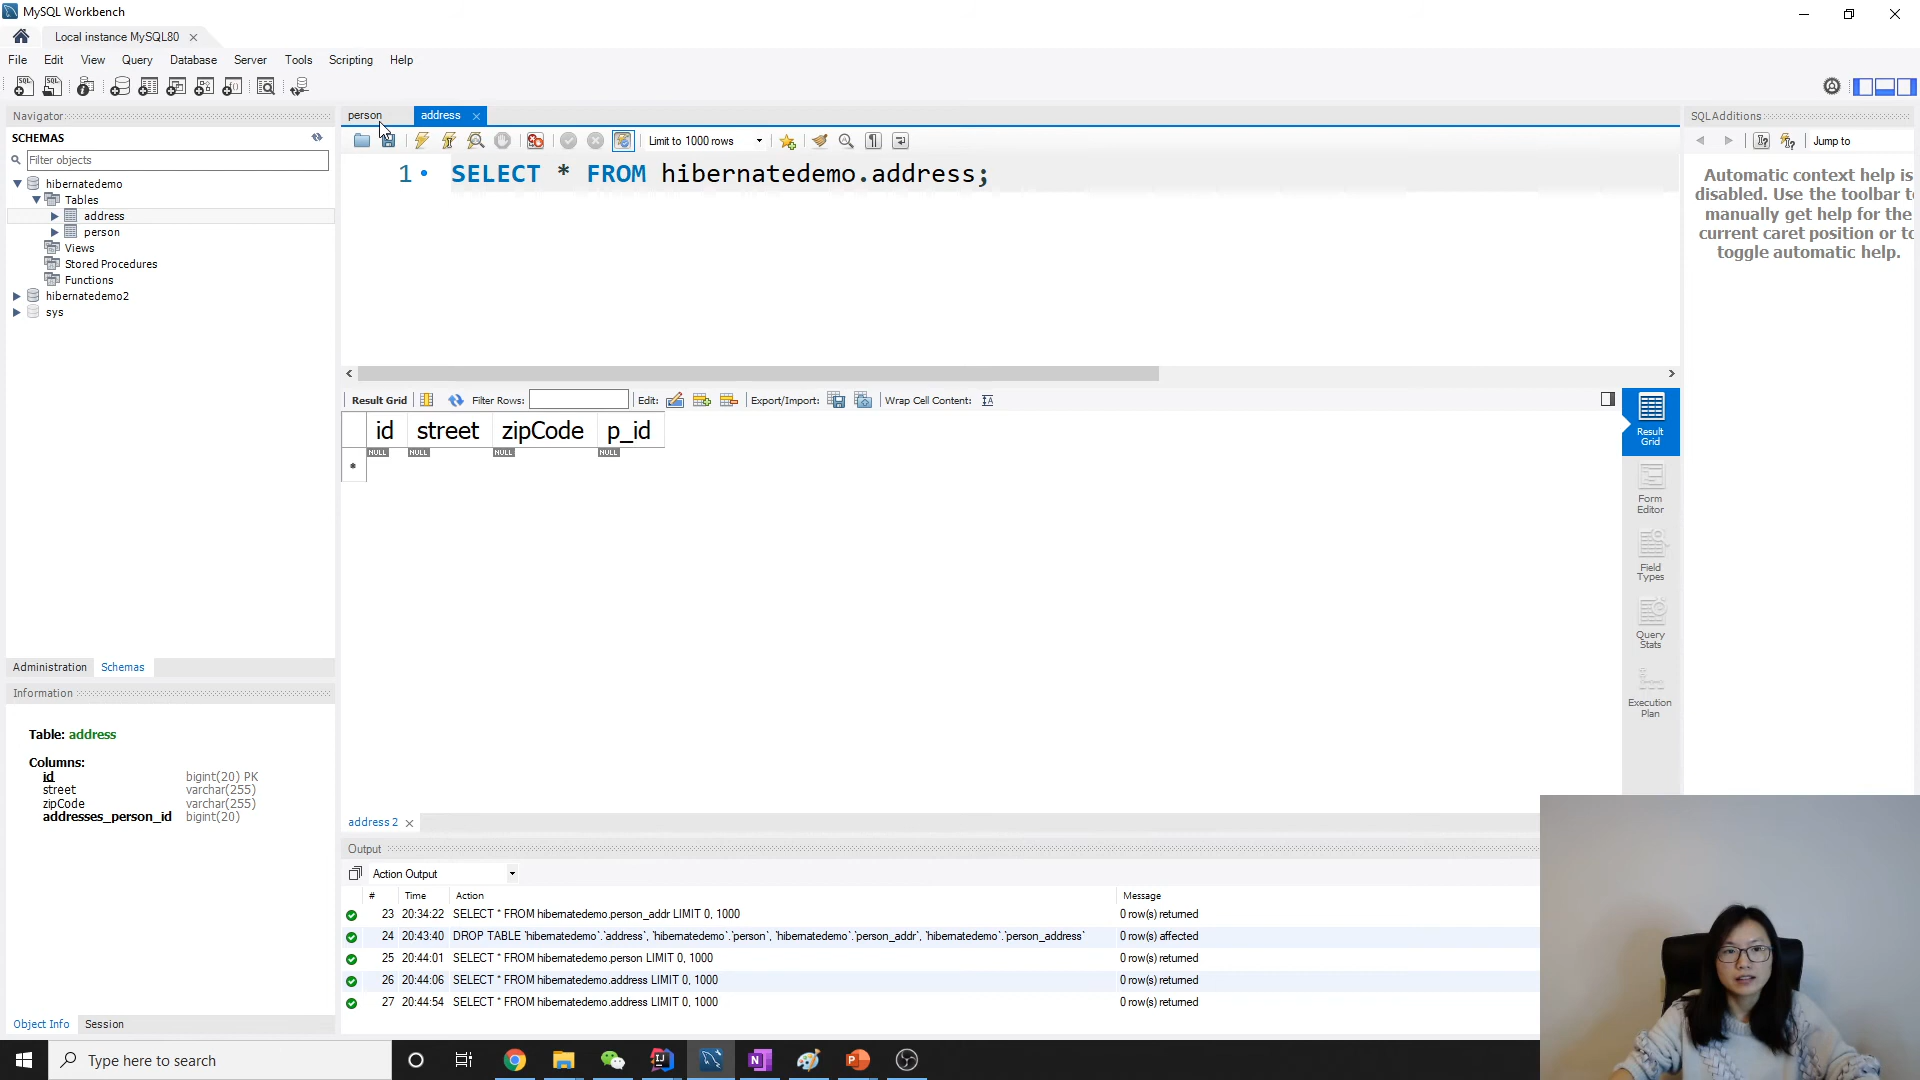 MySQL Workbench
Local instance MySQL80
File Edit View Query Database Server Tools Scripting Help
Navigator
SCHEMAS
Filter objects
hibernatedemo
Tables
address
person
Views
Stored Procedures
Functions
hibernatedemo2
sys
Administration Schemas
Information
Table: address
Columns:
id bigint(20) PK
street varchar(255)
zipCode varchar(255)
addresses_person_id bigint(20)
Object Info Session
person address
Limit to 1000 rows
1 SELECT * FROM hibernatedemo.address;
Result Grid Filter Rows: Edit: Export/Import: Wrap Cell Content:
id street zipCode p_id
NULL NULL NULL NULL
Result
Grid
Form
Editor
Field
Types
Query
Stats
Execution
Plan
address 2
Output
Action Output
# Time Action Message
23 20:34:22 SELECT * FROM hibernatedemo.person_addr LIMIT 0, 1000 0 row(s) returned
24 20:43:40 DROP TABLE `hibernatedemo`.`address`, `hibernatedemo`.`person`, `hibernatedemo`.`person_addr`, `hibernatedemo`.`person_address` 0 row(s) affected
25 20:44:01 SELECT * FROM hibernatedemo.person LIMIT 0, 1000 0 row(s) returned
26 20:44:06 SELECT * FROM hibernatedemo.address LIMIT 0, 1000 0 row(s) returned
27 20:44:54 SELECT * FROM hibernatedemo.address LIMIT 0, 1000 0 row(s) returned
SQLAdditions
Jump to
Automatic context help is
disabled. Use the toolbar t
manually get help for the
current caret position or to
toggle automatic help.
Type here to search